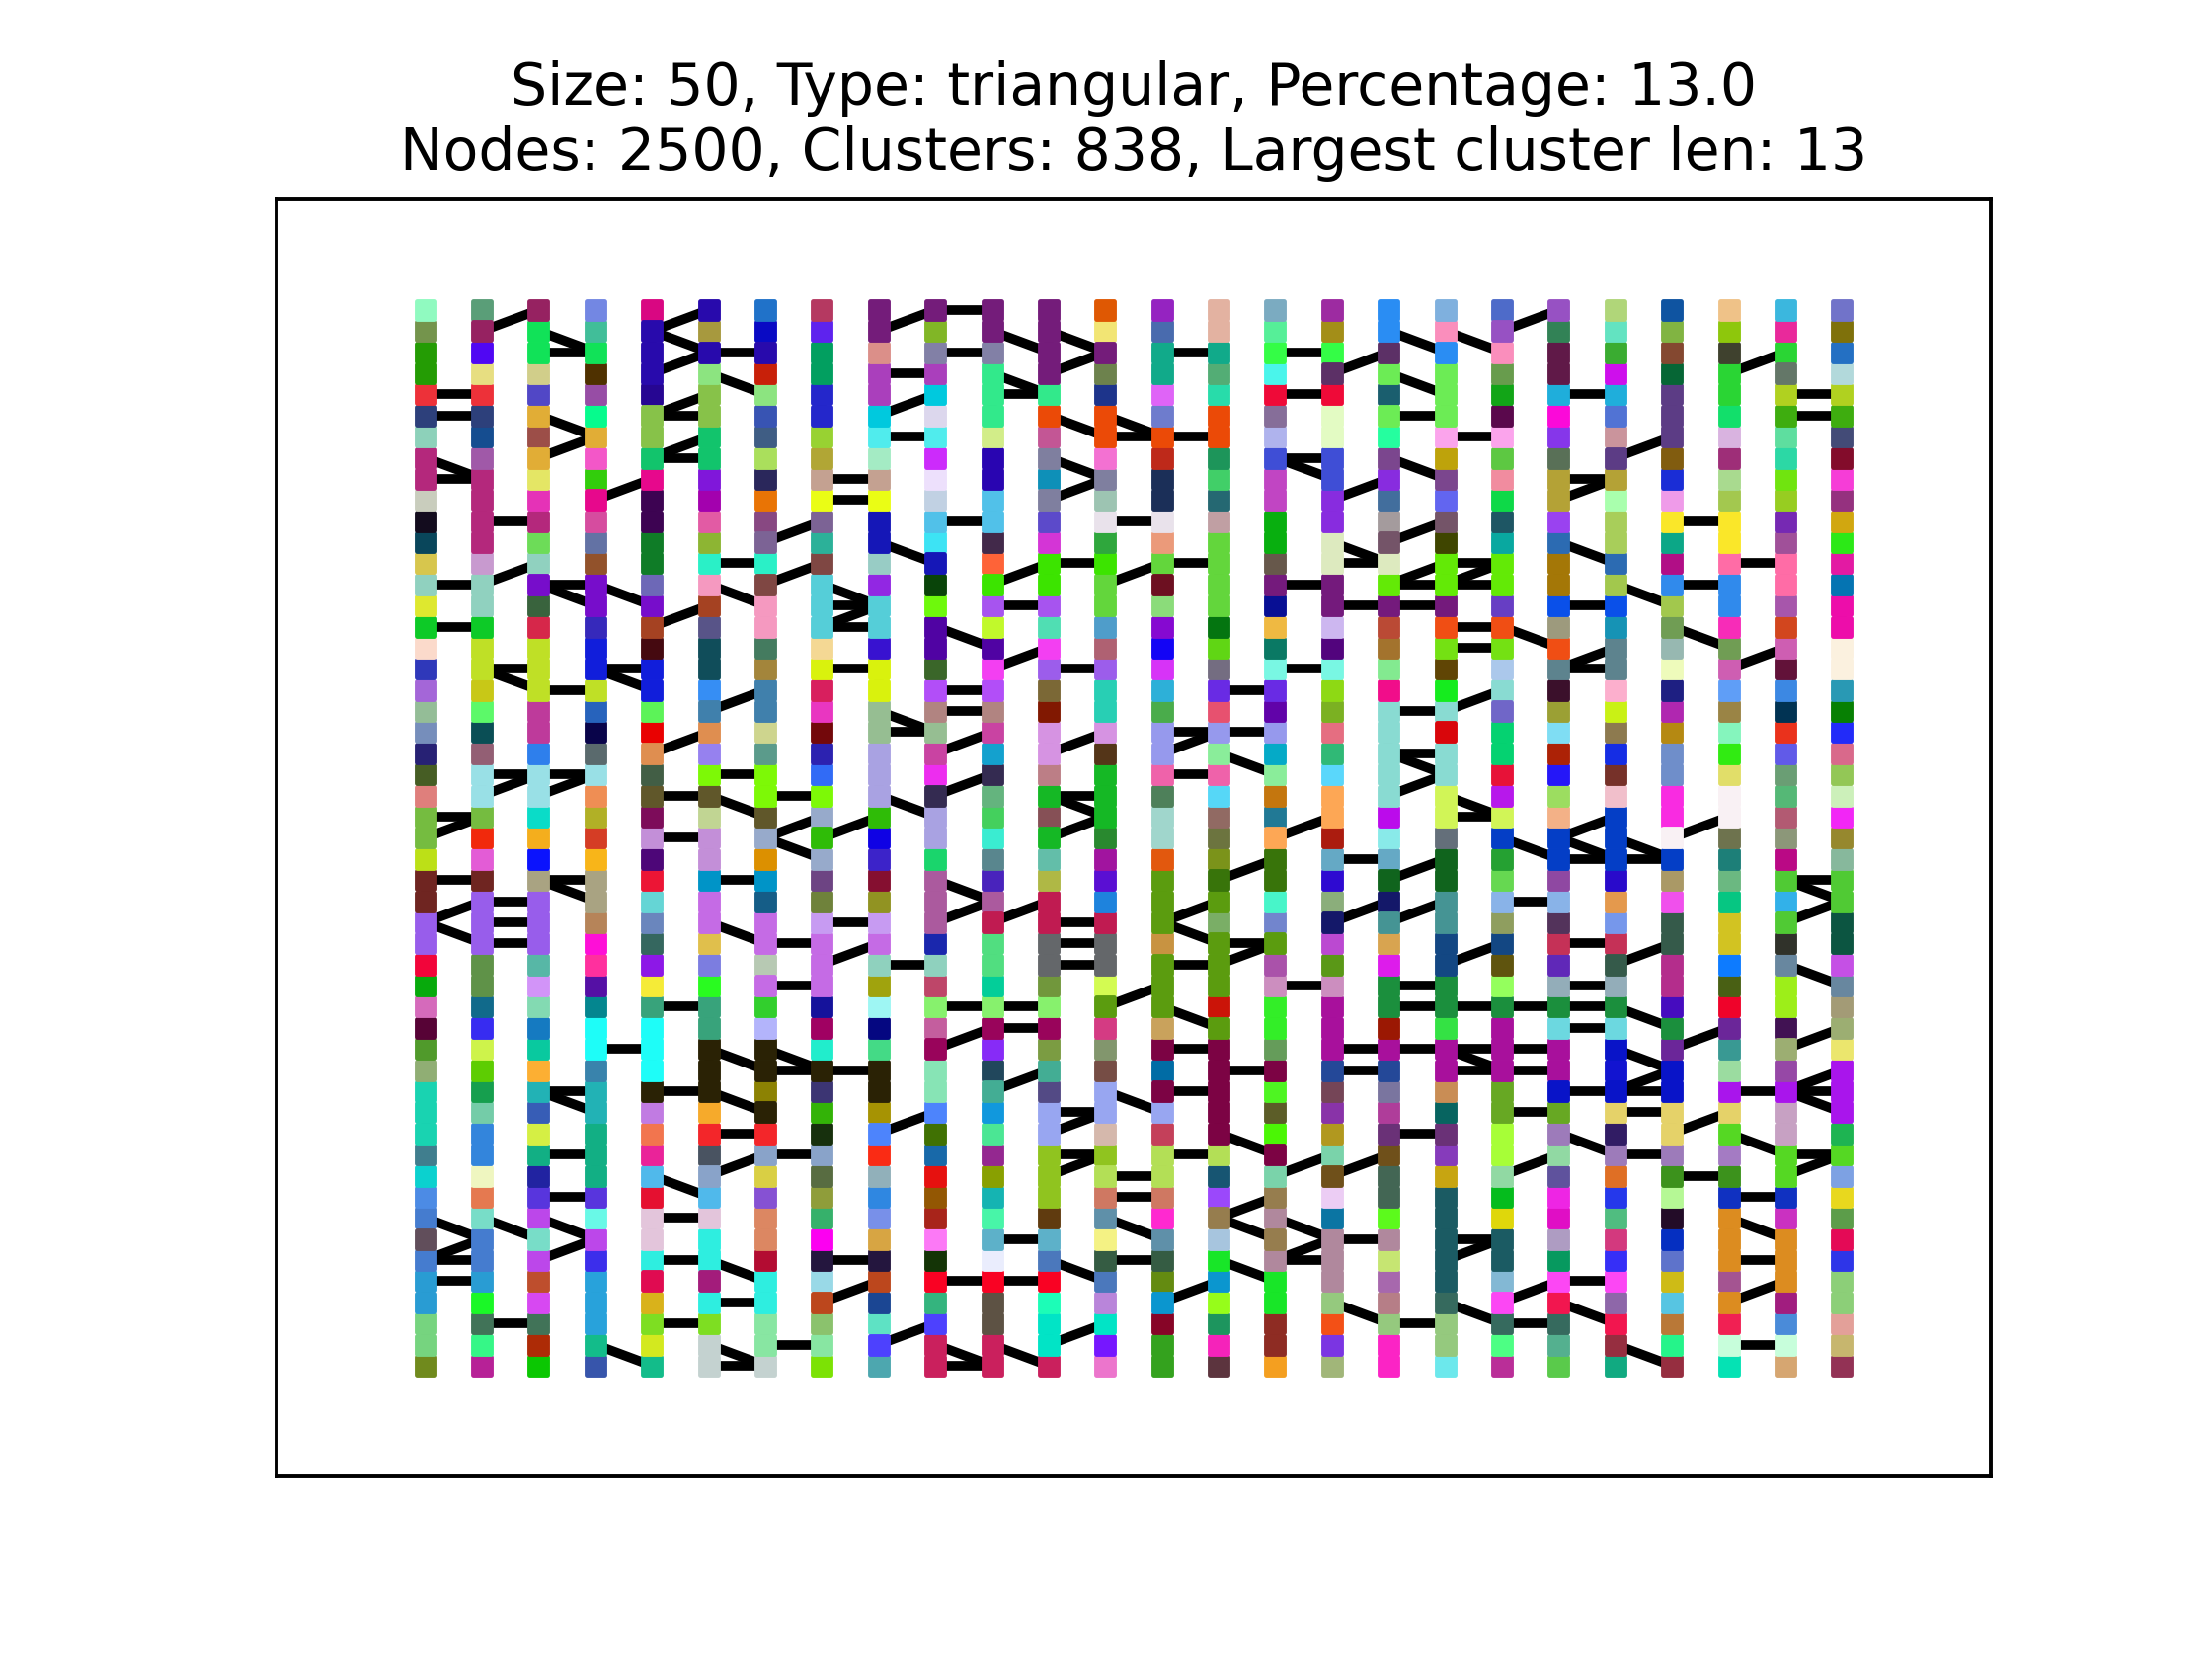 Size: 50, Type: triangular, Percentage: 13.0
Nodes: 2500, Clusters: 838, Largest cluster len: 13